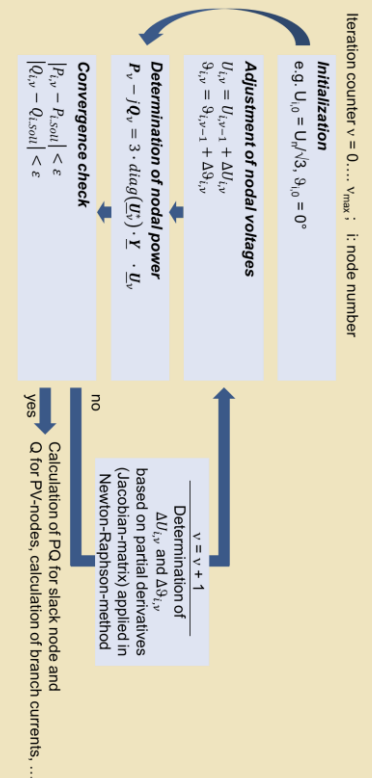 Iteration counter ν = 0.... νmax ;   i: node number
Initialization
e.g. Ui,0 = Un/√3, ϑi,0 = 0°
Adjustment of nodal voltages
Ui,ν = Ui,ν−1 + ΔUi,ν
ϑi,ν = ϑi,ν−1 + Δϑi,ν
Determination of nodal power
Pν − jQν = 3 · diag(U*ν) · Y · Uν
Convergence check
|Pi,ν − Pi,Soll| < ε
|Qi,ν − Qi,Soll| < ε
ν = ν + 1
Determination of
ΔUi,ν and Δϑi,ν
based on partial derivatives
(Jacobian-matrix) applied in
Newton-Raphson-method
no
yes
Calculation of PQ for slack node and
Q for PV-nodes, calculation of branch currents, ...